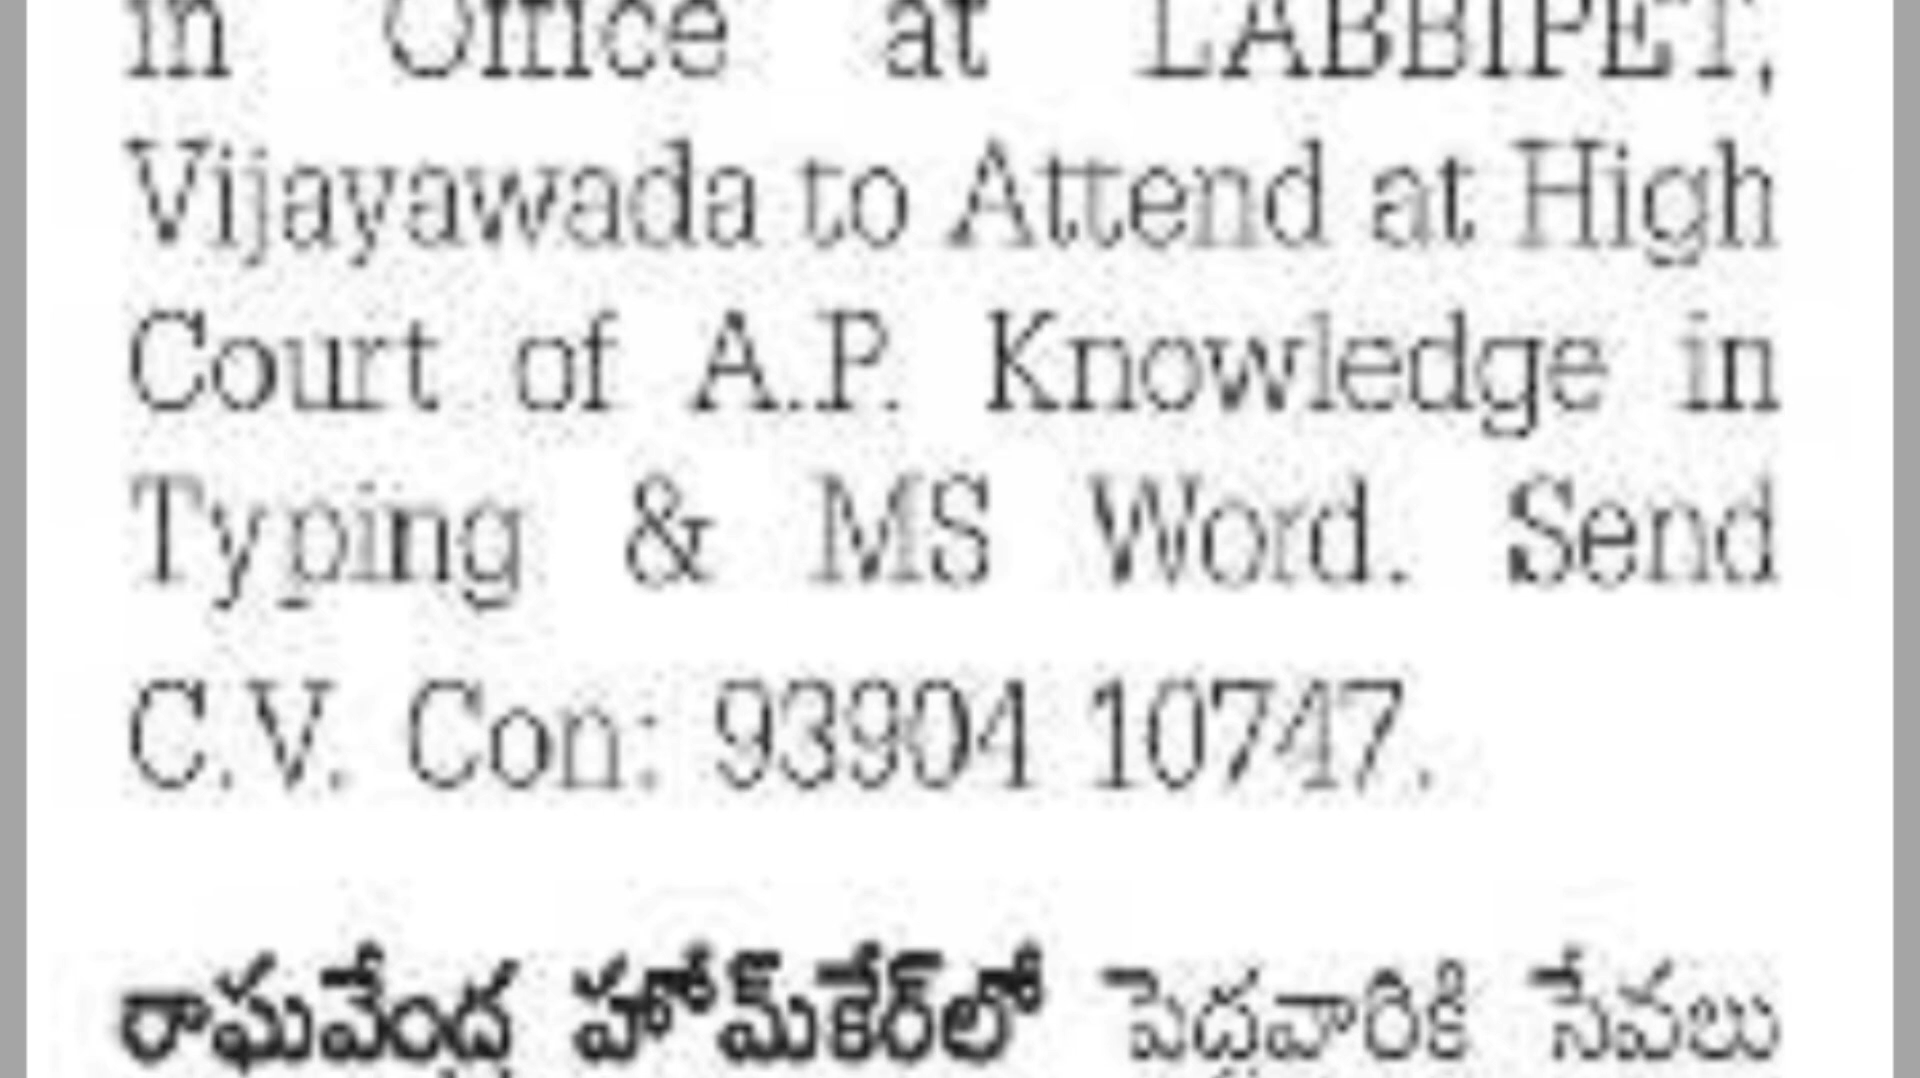 in Office at LABBIPET,
Vijayawada to Attend at High
Court of A.P. Knowledge in
Typing & MS Word. Send
C.V. Con: 93904 10747.
రాఘవేంద్ర హోమ్‌కేర్‌లో పెద్దవారికి సేవలు